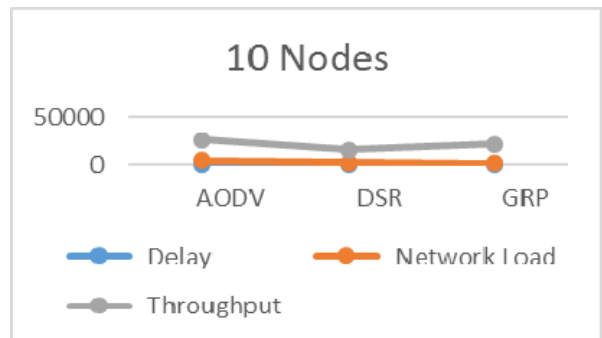 10 Nodes
50000
0
AODV DSR GRP
Delay Network Load
Throughput